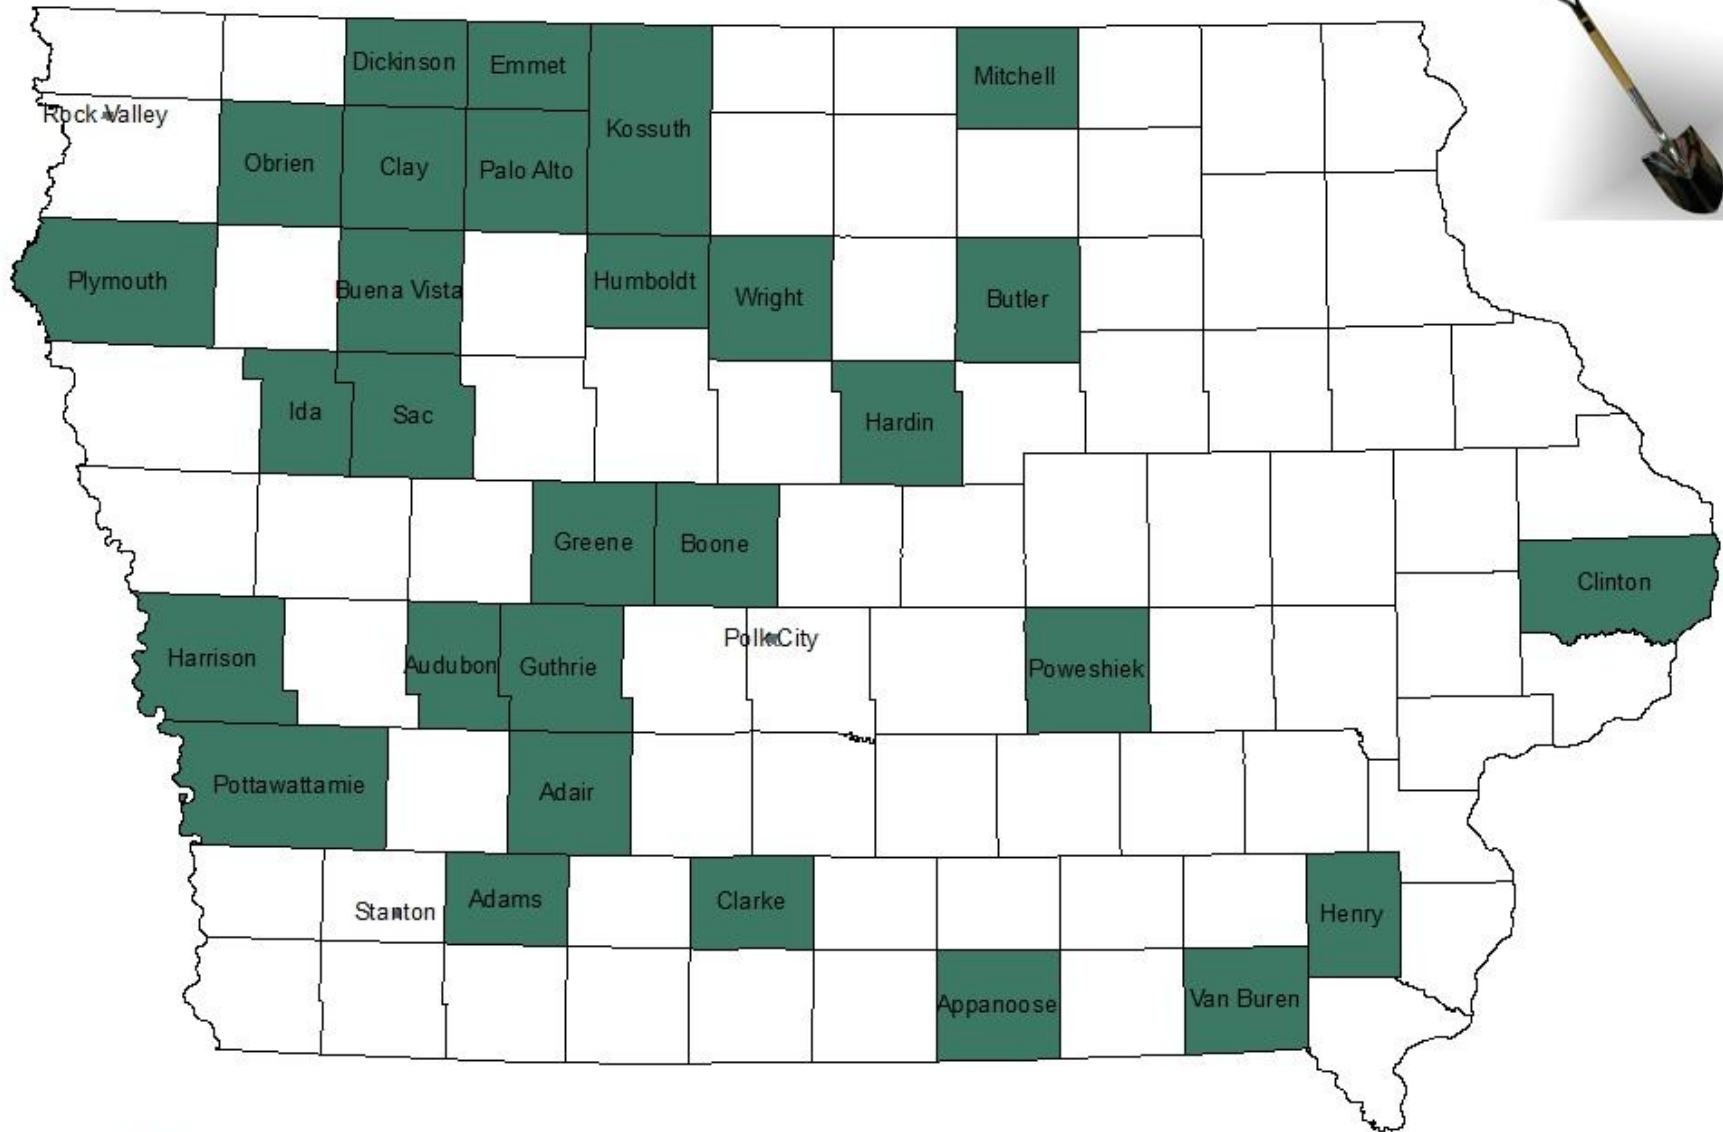 Dickinson
Emmet
Mitchell
Rock Valley
Kossuth
Obrien
Clay
Palo Alto
Plymouth
Buena Vista
Humboldt
Wright
Butler
Ida
Sac
Hardin
Greene
Boone
Clinton
Polk City
Harrison
Audubon
Guthrie
Poweshiek
Pottawattamie
Adair
Stanton
Adams
Clarke
Henry
Appanoose
Van Buren